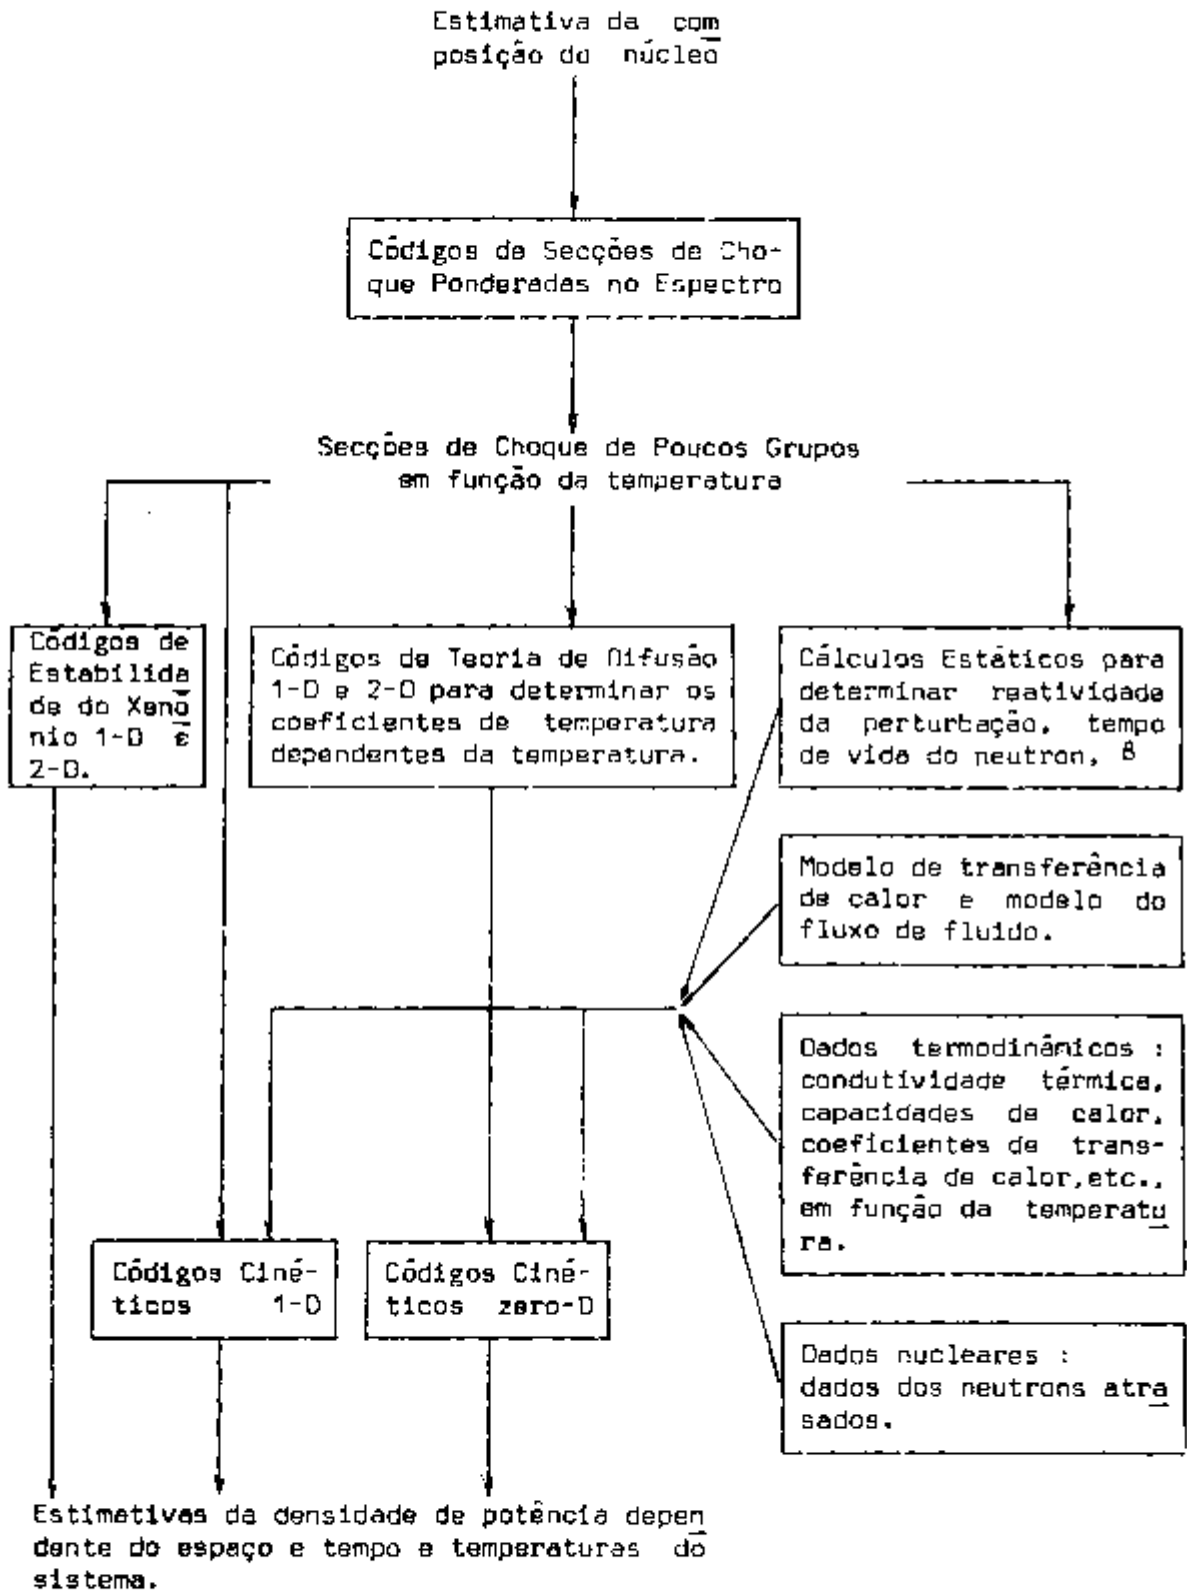 Estimativa da com
posição do núcleo
Códigos de Secções de Cho-
que Ponderadas no Espectro
Secções de Choque de Poucos Grupos
em função da temperatura
Códigos de
Estabilida
de do Xenô
nio 1-D e
2-D.
Códigos de Teoria de Difusão
1-D e 2-D para determinar os
coeficientes de temperatura
dependentes da temperatura.
Cálculos Estáticos para
determinar reatividade
da perturbação, tempo
de vida do neutron, β
Modelo de transferência
de calor e modelo do
fluxo de fluido.
Dados termodinâmicos :
condutividade térmica,
capacidades de calor,
coeficientes de trans-
ferência de calor,etc.,
em função da temperatu
ra.
Códigos Ciné-
ticos 1-D
Códigos Ciné-
ticos zero-D
Dados nucleares :
dados dos neutrons atra
sados.
Estimativas da densidade de potência depen
dente do espaço e tempo e temperaturas do
sistema.